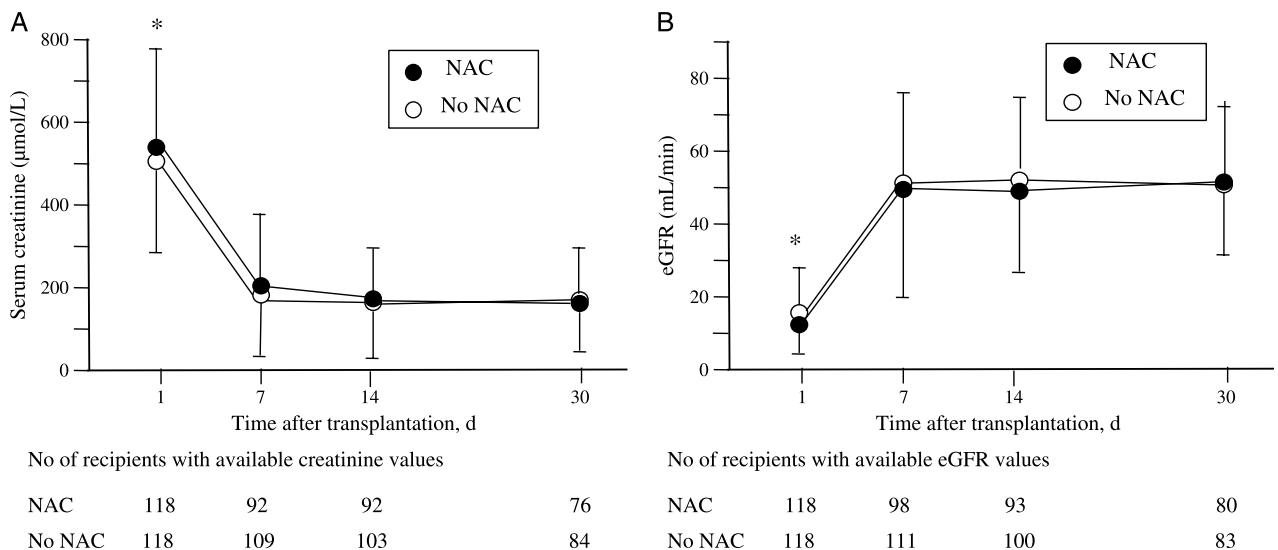 A
*
800
600
400
200
0
Serum creatinine (µmol/L)
NAC
No NAC
1 7 14 30
Time after transplantation, d
No of recipients with available creatinine values
NAC 118 92 92 76
No NAC 118 109 103 84
B
*
80
60
40
20
0
eGFR (mL/min)
NAC
No NAC
1 7 14 30
Time after transplantation, d
No of recipients with available eGFR values
NAC 118 98 93 80
No NAC 118 111 100 83